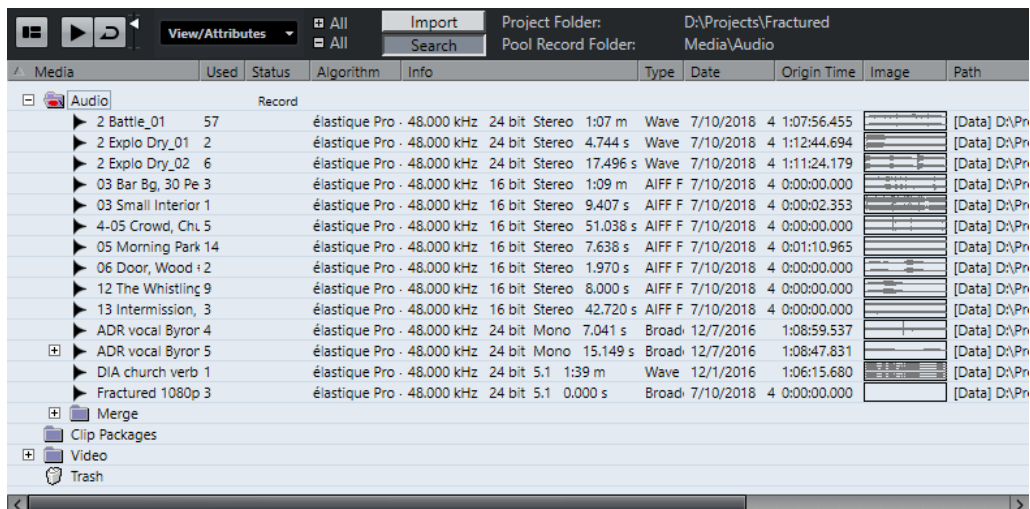 View/Attributes All Import Project Folder: D:\Projects\Fractured
All Search Pool Record Folder: Media\Audio
Media Used Status Algorithm Info Type Date Origin Time Image Path
Audio Record
2 Battle_01 57 élastique Pro - 48.000 kHz 24 bit Stereo 1:07 m Wave 7/10/2018 4 1:07:56.455 [Data] D:\Pr
2 Explo Dry_01 2 élastique Pro - 48.000 kHz 24 bit Stereo 4.744 s Wave 7/10/2018 4 1:12:44.694 [Data] D:\Pr
2 Explo Dry_02 6 élastique Pro - 48.000 kHz 24 bit Stereo 17.496 s Wave 7/10/2018 4 1:11:24.179 [Data] D:\Pr
03 Bar Bg, 30 Pe 3 élastique Pro - 48.000 kHz 16 bit Stereo 1:09 m AIFF F 7/10/2018 4 0:00:00.000 [Data] D:\Pr
03 Small Interior 1 élastique Pro - 48.000 kHz 16 bit Stereo 9.407 s AIFF F 7/10/2018 4 0:00:02.353 [Data] D:\Pr
4-05 Crowd, Chu 5 élastique Pro - 48.000 kHz 16 bit Stereo 51.038 s AIFF F 7/10/2018 4 0:00:00.000 [Data] D:\Pr
05 Morning Park 14 élastique Pro - 48.000 kHz 16 bit Stereo 7.638 s AIFF F 7/10/2018 4 0:01:10.965 [Data] D:\Pr
06 Door, Wood 2 élastique Pro - 48.000 kHz 16 bit Stereo 1.970 s AIFF F 7/10/2018 4 0:00:00.000 [Data] D:\Pr
12 The Whistling 9 élastique Pro - 48.000 kHz 16 bit Stereo 8.000 s AIFF F 7/10/2018 4 0:00:00.000 [Data] D:\Pr
13 Intermission, 3 élastique Pro - 48.000 kHz 16 bit Stereo 42.720 s AIFF F 7/10/2018 4 0:00:00.000 [Data] D:\Pr
ADR vocal Byror 4 élastique Pro - 48.000 kHz 24 bit Mono 7.041 s Broad 12/7/2016 1:08:59.537 [Data] D:\Pr
ADR vocal Byror 5 élastique Pro - 48.000 kHz 24 bit Mono 15.149 s Broad 12/7/2016 1:08:47.831 [Data] D:\Pr
DIA church verb 1 élastique Pro - 48.000 kHz 24 bit 5.1 1:39 m Wave 12/1/2016 1:06:15.680 [Data] D:\Pr
Fractured 1080p 3 élastique Pro - 48.000 kHz 24 bit 5.1 0.000 s Broad 7/10/2018 4 0:00:00.000 [Data] D:\Pr
Merge
Clip Packages
Video
Trash